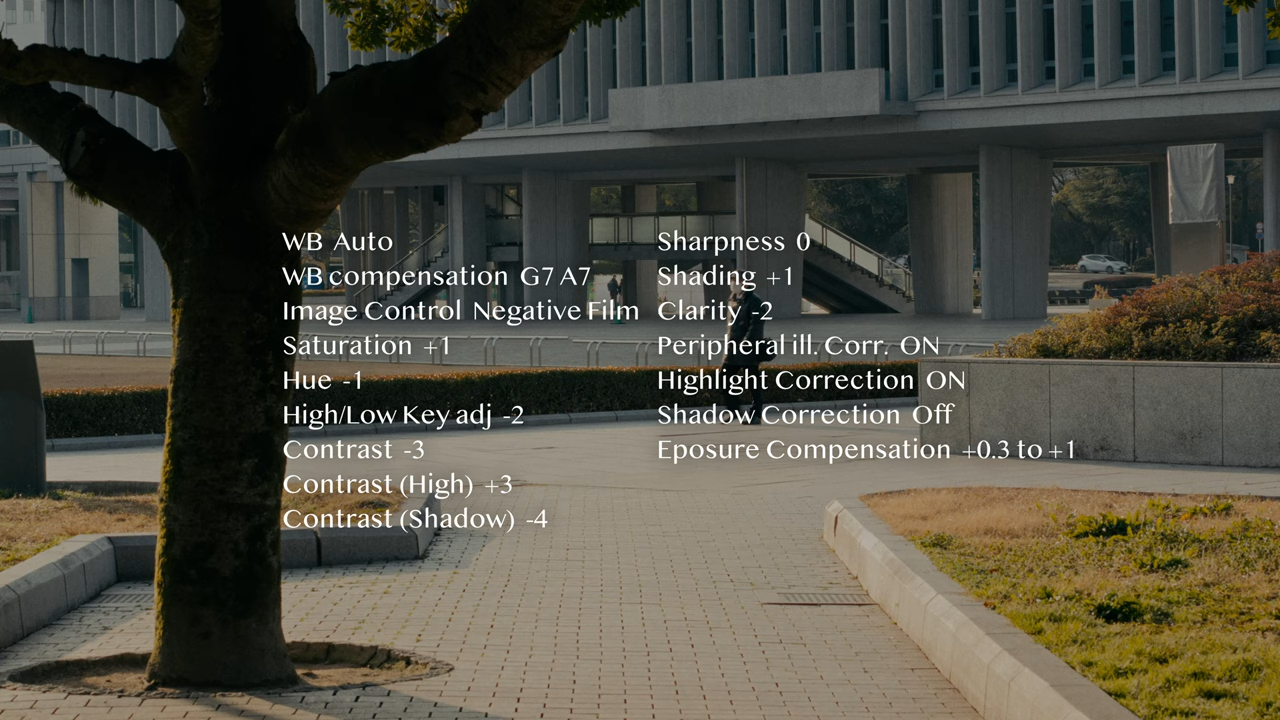 WB Auto
WB compensation G7 A7
Image Control Negative Film
Saturation +1
Hue -1
High/Low Key adj -2
Contrast -3
Contrast (High) +3
Contrast (Shadow) -4
Sharpness 0
Shading +1
Clarity -2
Peripheral ill. Corr. ON
Highlight Correction ON
Shadow Correction Off
Eposure Compensation +0.3 to +1